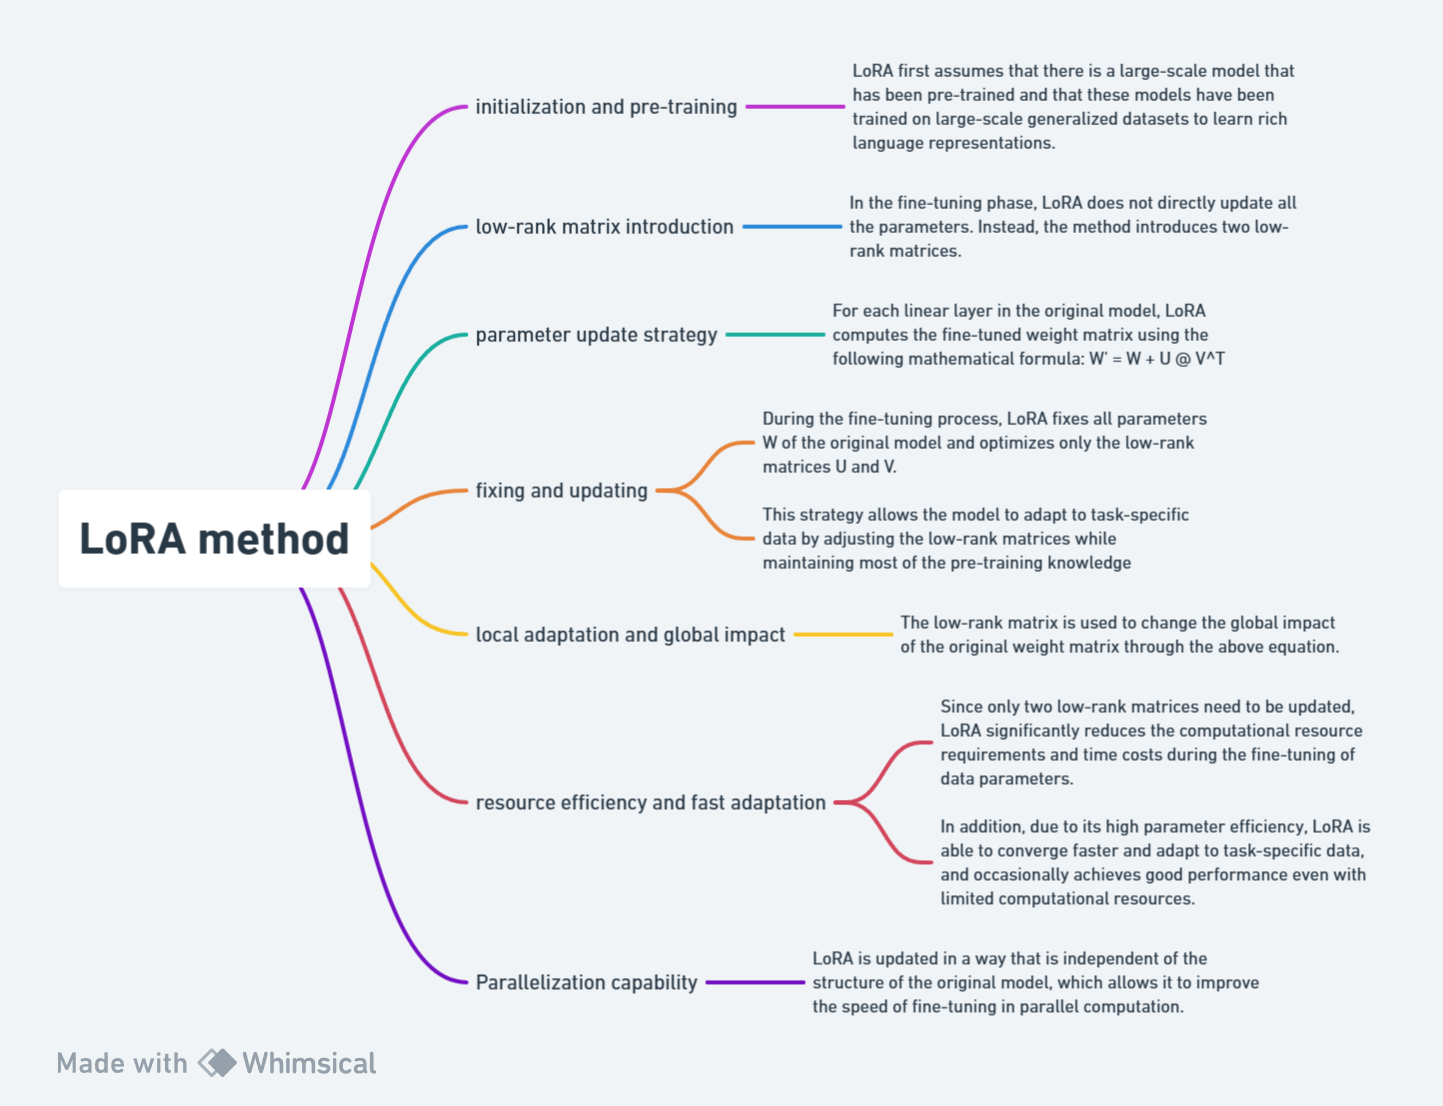 LoRA method
initialization and pre-training
LoRA first assumes that there is a large-scale model that
has been pre-trained and that these models have been
trained on large-scale generalized datasets to learn rich
language representations.
low-rank matrix introduction
In the fine-tuning phase, LoRA does not directly update all
the parameters. Instead, the method introduces two low-
rank matrices.
parameter update strategy
For each linear layer in the original model, LoRA
computes the fine-tuned weight matrix using the
following mathematical formula: W' = W + U @ V^T
fixing and updating
During the fine-tuning process, LoRA fixes all parameters
W of the original model and optimizes only the low-rank
matrices U and V.
This strategy allows the model to adapt to task-specific
data by adjusting the low-rank matrices while
maintaining most of the pre-training knowledge
local adaptation and global impact
The low-rank matrix is used to change the global impact
of the original weight matrix through the above equation.
resource efficiency and fast adaptation
Since only two low-rank matrices need to be updated,
LoRA significantly reduces the computational resource
requirements and time costs during the fine-tuning of
data parameters.
In addition, due to its high parameter efficiency, LoRA is
able to converge faster and adapt to task-specific data,
and occasionally achieves good performance even with
limited computational resources.
Parallelization capability
LoRA is updated in a way that is independent of the
structure of the original model, which allows it to improve
the speed of fine-tuning in parallel computation.
Made with Whimsical